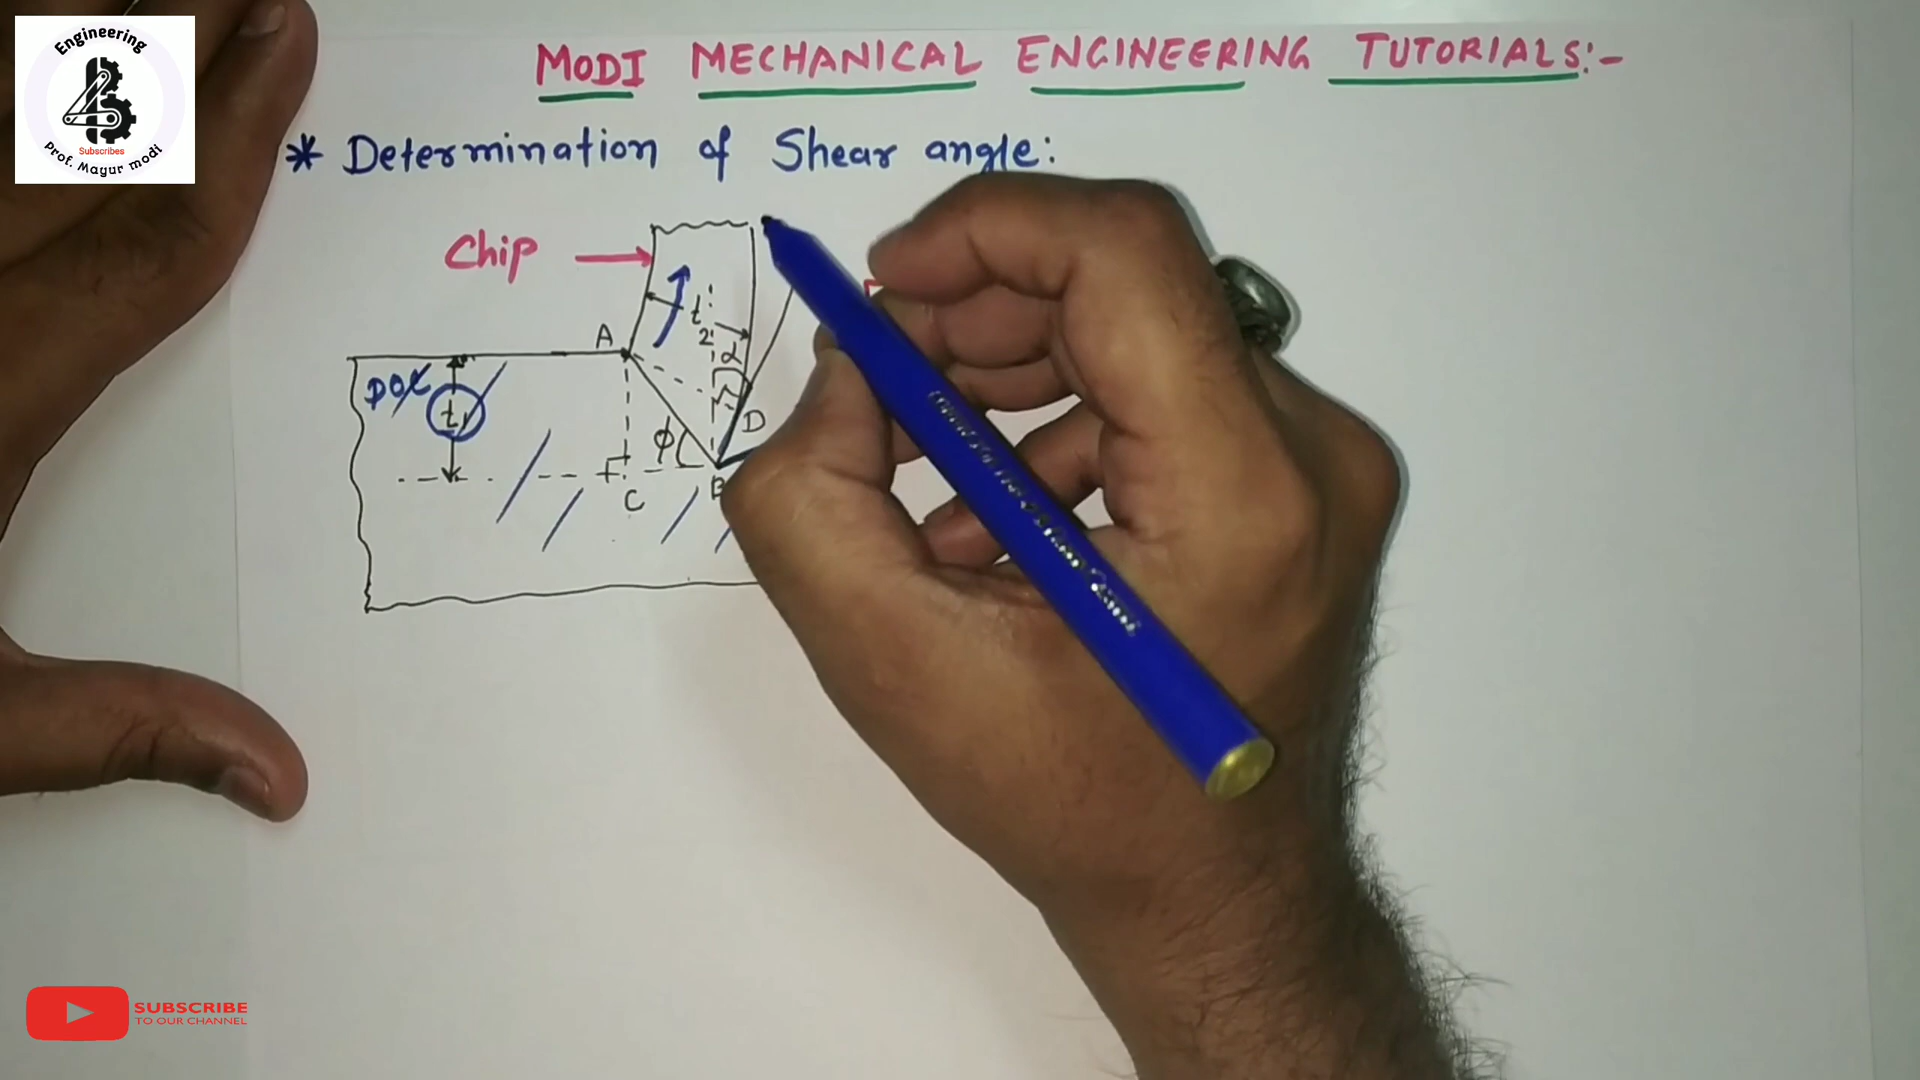 Engineering
Subscribes
Prof. Mayur modi
MODI MECHANICAL ENGINEERING TUTORIALS:-
* Determination of Shear angle:
Chip
t2
A
α
DOC
t1
D
ϕ
C
B
SUBSCRIBE
TO OUR CHANNEL